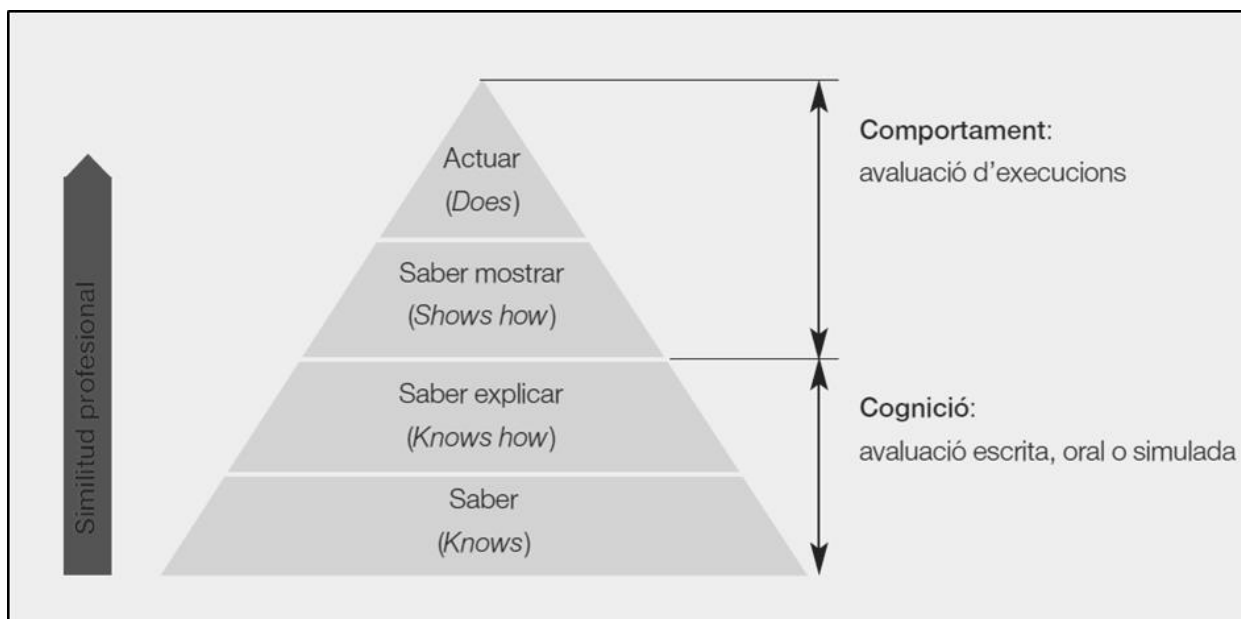 Similitud profesional
Actuar
(Does)
Saber mostrar
(Shows how)
Saber explicar
(Knows how)
Saber
(Knows)
Comportament:
avaluació d'execucions
Cognició:
avaluació escrita, oral o simulada